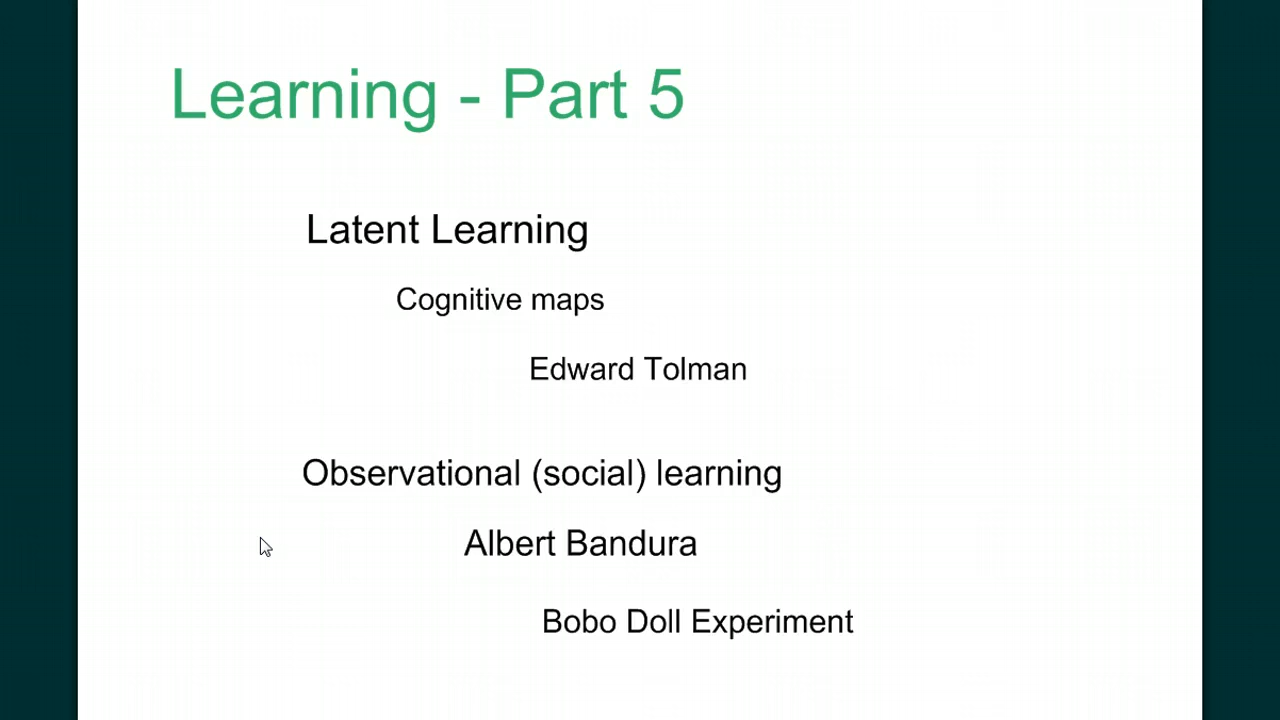 Learning - Part 5
Latent Learning
Cognitive maps
Edward Tolman
Observational (social) learning
Albert Bandura
Bobo Doll Experiment